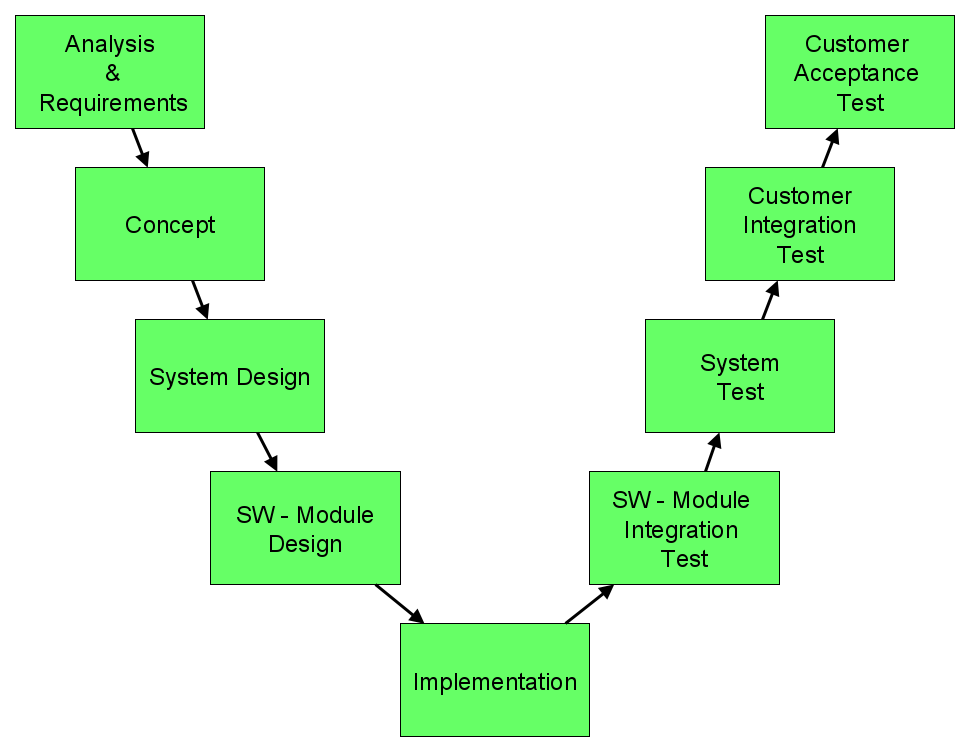 Analysis
&
Requirements
Concept
System Design
SW - Module
Design
Implementation
SW - Module
Integration
Test
System
Test
Customer
Integration
Test
Customer
Acceptance
Test